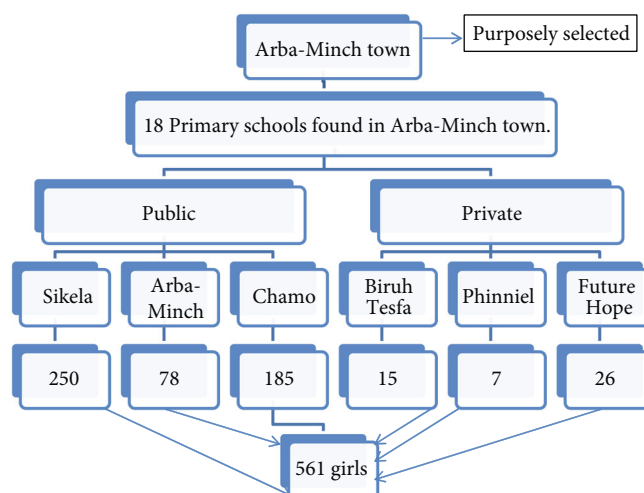 Arba-Minch town
Purposely selected
18 Primary schools found in Arba-Minch town.
Public
Private
Sikela
Arba-
Minch
Chamo
Biruh
Tesfa
Phinniel
Future
Hope
250
78
185
15
7
26
561 girls